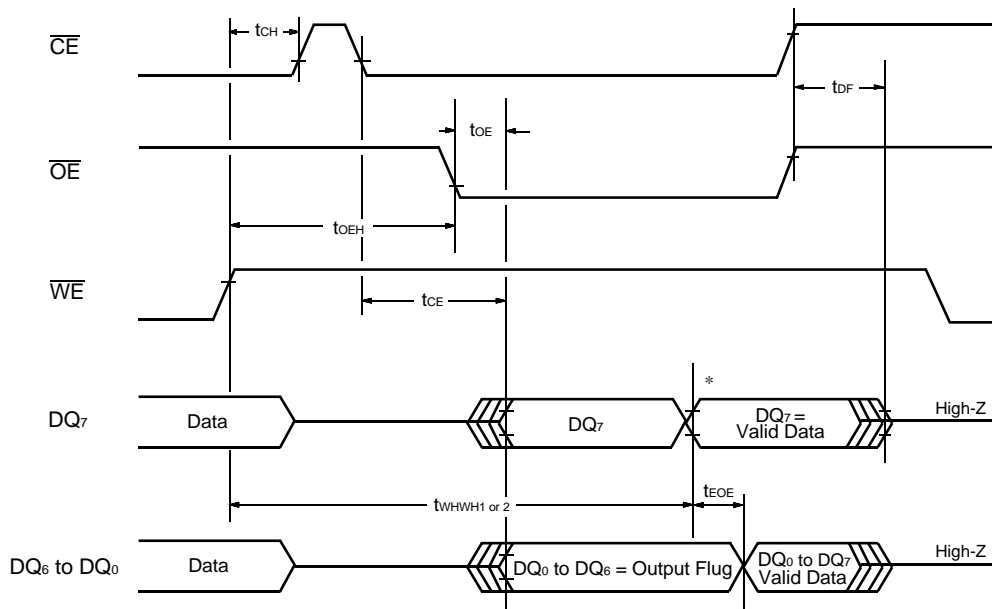 CE
tCH
tDF
tOE
OE
tOEH
WE
tCE
*
DQ7
Data
DQ7
DQ7 =
Valid Data
High-Z
tWHWH1 or 2
tEOE
DQ6 to DQ0
Data
DQ0 to DQ6 = Output Flug
DQ0 to DQ7
Valid Data
High-Z